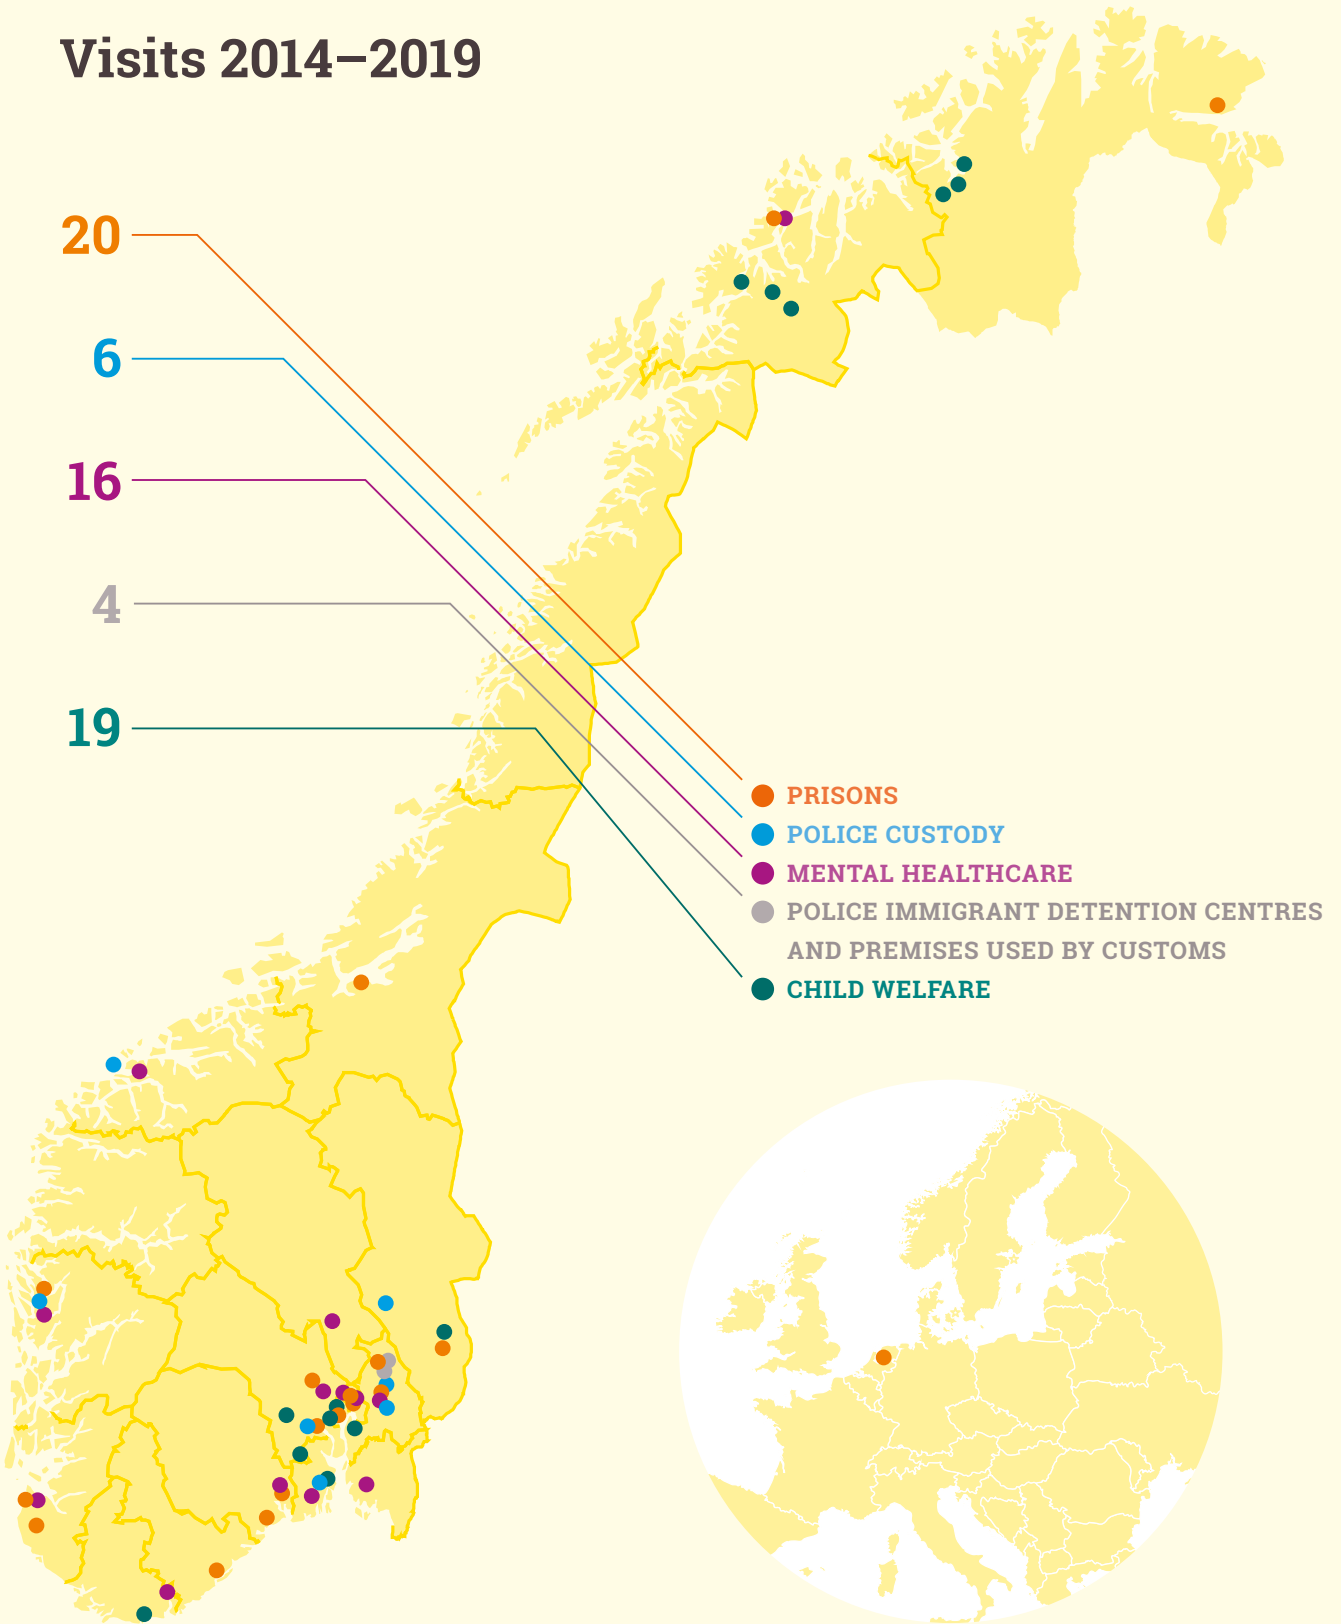 Visits 2014–2019
20
6
16
4
19
PRISONS
POLICE CUSTODY
MENTAL HEALTHCARE
POLICE IMMIGRANT DETENTION CENTRES
AND PREMISES USED BY CUSTOMS
CHILD WELFARE